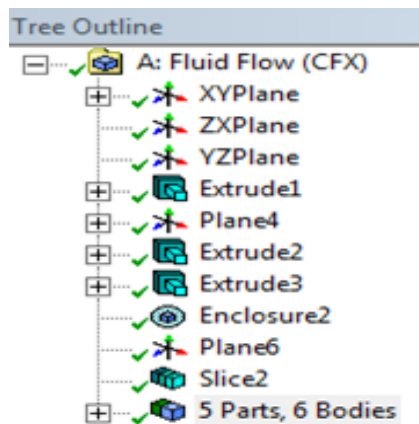 Tree Outline
A: Fluid Flow (CFX)
XYPlane
ZXPlane
YZPlane
Extrude1
Plane4
Extrude2
Extrude3
Enclosure2
Plane6
Slice2
5 Parts, 6 Bodies